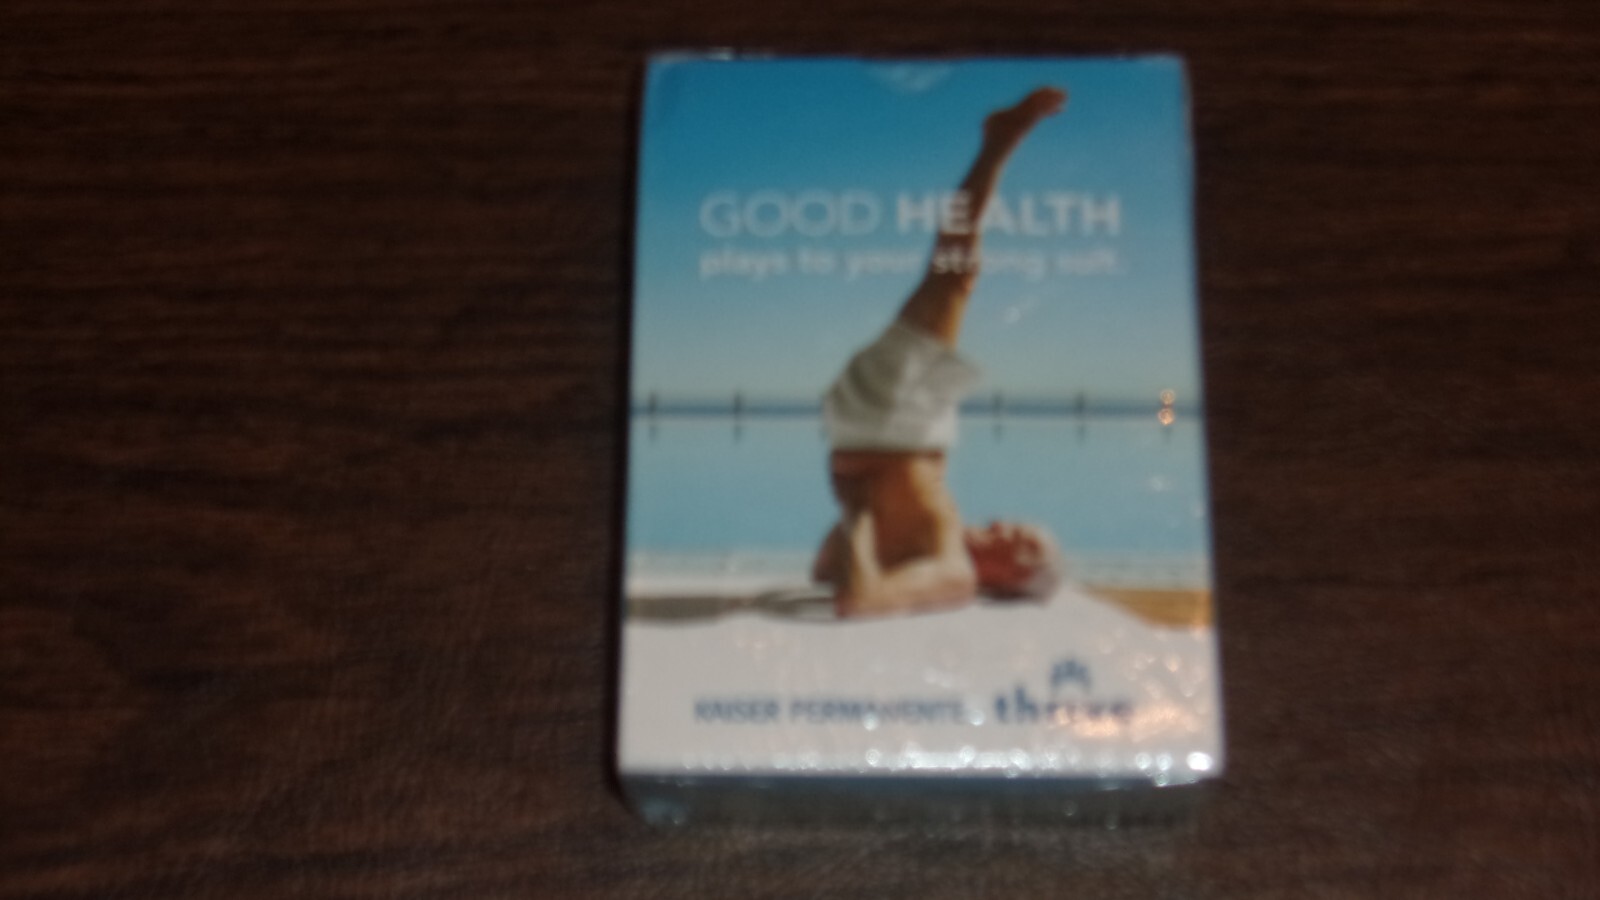 GOOD HEALTH
plays to your strong suit.
KAISER PERMANENTE. thrive